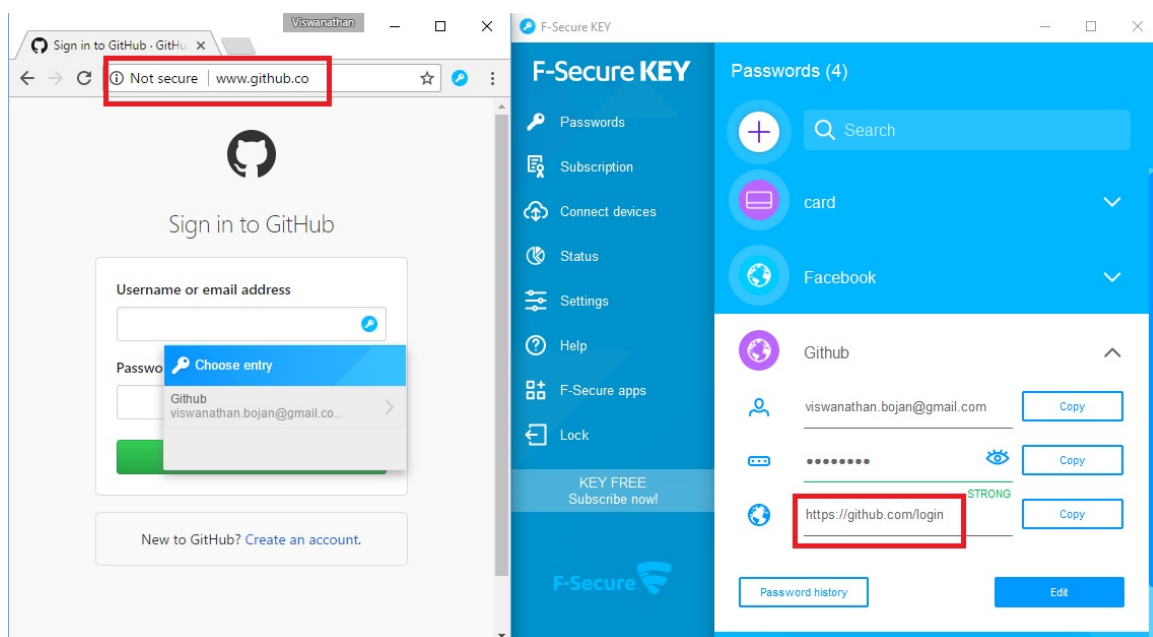 Viswanathan
Sign in to GitHub · GitHu
Not secure | www.github.co
Sign in to GitHub
Username or email address
Passwo
Choose entry
Github
viswanathan.bojan@gmail.co..
New to GitHub? Create an account.
F-Secure KEY
F-Secure KEY
Passwords
Subscription
Connect devices
Status
Settings
Help
F-Secure apps
Lock
KEY FREE
Subscribe now!
F-Secure
Passwords (4)
Search
card
Facebook
Github
viswanathan.bojan@gmail.com
Copy
••••••••
Copy
STRONG
https://github.com/login
Copy
Password history
Edit